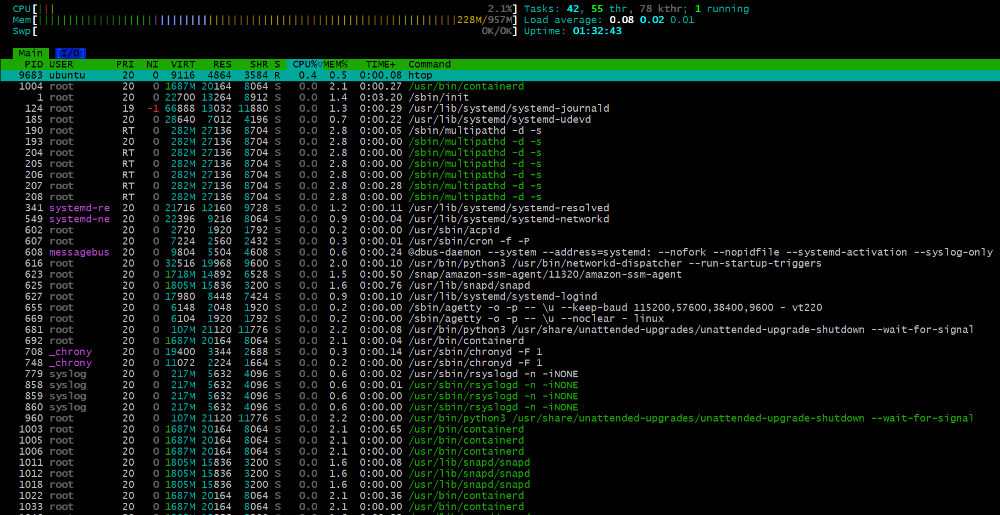 CPU[||| 2.1%] Tasks: 42, 55 thr, 78 kthr; 1 running
Mem[||||||||||||||||||||||||||||||||||||||||||||||||||||||||||||||||||||||228M/957M] Load average: 0.08 0.02 0.01
Swp[ 0K/0K] Uptime: 01:32:43
Main [I/O]
PID USER PRI NI VIRT RES SHR S CPU%▽MEM% TIME+ Command
9683 ubuntu 20 0 9116 4864 3584 R 0.4 0.5 0:00.08 htop
1004 root 20 0 1687M 20164 8064 S 0.0 2.1 0:00.27 /usr/bin/containerd
1 root 20 0 22700 13264 8912 S 0.0 1.4 0:03.20 /sbin/init
124 root 19 -1 66888 13032 11880 S 0.0 1.3 0:00.29 /usr/lib/systemd/systemd-journald
185 root 20 0 28640 7012 4196 S 0.0 0.7 0:00.22 /usr/lib/systemd/systemd-udevd
190 root RT 0 282M 27136 8704 S 0.0 2.8 0:00.05 /sbin/multipathd -d -s
193 root 20 0 282M 27136 8704 S 0.0 2.8 0:00.00 /sbin/multipathd -d -s
204 root RT 0 282M 27136 8704 S 0.0 2.8 0:00.00 /sbin/multipathd -d -s
205 root RT 0 282M 27136 8704 S 0.0 2.8 0:00.00 /sbin/multipathd -d -s
206 root RT 0 282M 27136 8704 S 0.0 2.8 0:00.00 /sbin/multipathd -d -s
207 root RT 0 282M 27136 8704 S 0.0 2.8 0:00.28 /sbin/multipathd -d -s
208 root RT 0 282M 27136 8704 S 0.0 2.8 0:00.00 /sbin/multipathd -d -s
341 systemd-re 20 0 21716 12160 9728 S 0.0 1.2 0:00.11 /usr/lib/systemd/systemd-resolved
549 systemd-ne 20 0 22396 9216 8064 S 0.0 0.9 0:00.04 /usr/lib/systemd/systemd-networkd
602 root 20 0 2720 1920 1792 S 0.0 0.2 0:00.00 /usr/sbin/acpid
607 root 20 0 7224 2560 2432 S 0.0 0.3 0:00.01 /usr/sbin/cron -f -P
608 messagebus 20 0 9804 5504 4608 S 0.0 0.6 0:00.24 @dbus-daemon --system --address=systemd: --nofork --nopidfile --systemd-activation --syslog-only
616 root 20 0 32516 19968 9600 S 0.0 2.0 0:00.10 /usr/bin/python3 /usr/bin/networkd-dispatcher --run-startup-triggers
623 root 20 0 1718M 14892 6528 S 0.0 1.5 0:00.50 /snap/amazon-ssm-agent/11320/amazon-ssm-agent
625 root 20 0 1805M 15836 3200 S 0.0 1.6 0:00.76 /usr/lib/snapd/snapd
627 root 20 0 17980 8448 7424 S 0.0 0.9 0:00.10 /usr/lib/systemd/systemd-logind
655 root 20 0 6148 2048 1920 S 0.0 0.2 0:00.00 /sbin/agetty -o -p -- \u --keep-baud 115200,57600,38400,9600 - vt220
669 root 20 0 6104 1920 1792 S 0.0 0.2 0:00.00 /sbin/agetty -o -p -- \u --noclear - linux
681 root 20 0 107M 21120 11776 S 0.0 2.2 0:00.08 /usr/bin/python3 /usr/share/unattended-upgrades/unattended-upgrade-shutdown --wait-for-signal
692 root 20 0 1687M 20164 8064 S 0.0 2.1 0:00.04 /usr/bin/containerd
708 _chrony 20 0 19400 3344 2688 S 0.0 0.3 0:00.14 /usr/sbin/chronyd -F 1
748 _chrony 20 0 11072 2224 1664 S 0.0 0.2 0:00.00 /usr/sbin/chronyd -F 1
779 syslog 20 0 217M 5632 4096 S 0.0 0.6 0:00.02 /usr/sbin/rsyslogd -n -iNONE
858 syslog 20 0 217M 5632 4096 S 0.0 0.6 0:00.01 /usr/sbin/rsyslogd -n -iNONE
859 syslog 20 0 217M 5632 4096 S 0.0 0.6 0:00.00 /usr/sbin/rsyslogd -n -iNONE
860 syslog 20 0 217M 5632 4096 S 0.0 0.6 0:00.00 /usr/sbin/rsyslogd -n -iNONE
960 root 20 0 107M 21120 11776 S 0.0 2.2 0:00.00 /usr/bin/python3 /usr/share/unattended-upgrades/unattended-upgrade-shutdown --wait-for-signal
1003 root 20 0 1687M 20164 8064 S 0.0 2.1 0:00.65 /usr/bin/containerd
1005 root 20 0 1687M 20164 8064 S 0.0 2.1 0:00.00 /usr/bin/containerd
1006 root 20 0 1687M 20164 8064 S 0.0 2.1 0:00.00 /usr/bin/containerd
1011 root 20 0 1805M 15836 3200 S 0.0 1.6 0:00.08 /usr/lib/snapd/snapd
1012 root 20 0 1805M 15836 3200 S 0.0 1.6 0:00.00 /usr/lib/snapd/snapd
1018 root 20 0 1805M 15836 3200 S 0.0 1.6 0:00.00 /usr/lib/snapd/snapd
1022 root 20 0 1687M 20164 8064 S 0.0 2.1 0:00.36 /usr/bin/containerd
1033 root 20 0 1687M 20164 8064 S 0.0 2.1 0:00.00 /usr/bin/containerd